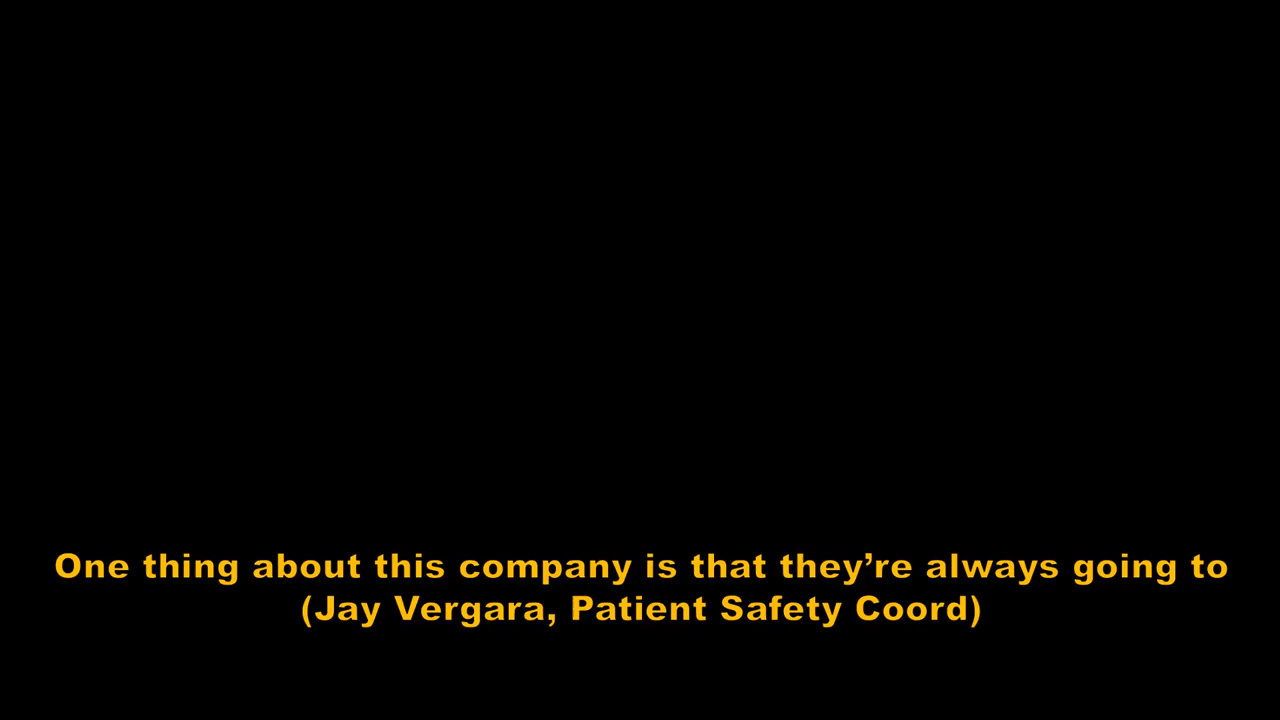 One thing about this company is that they’re always going to
(Jay Vergara, Patient Safety Coord)